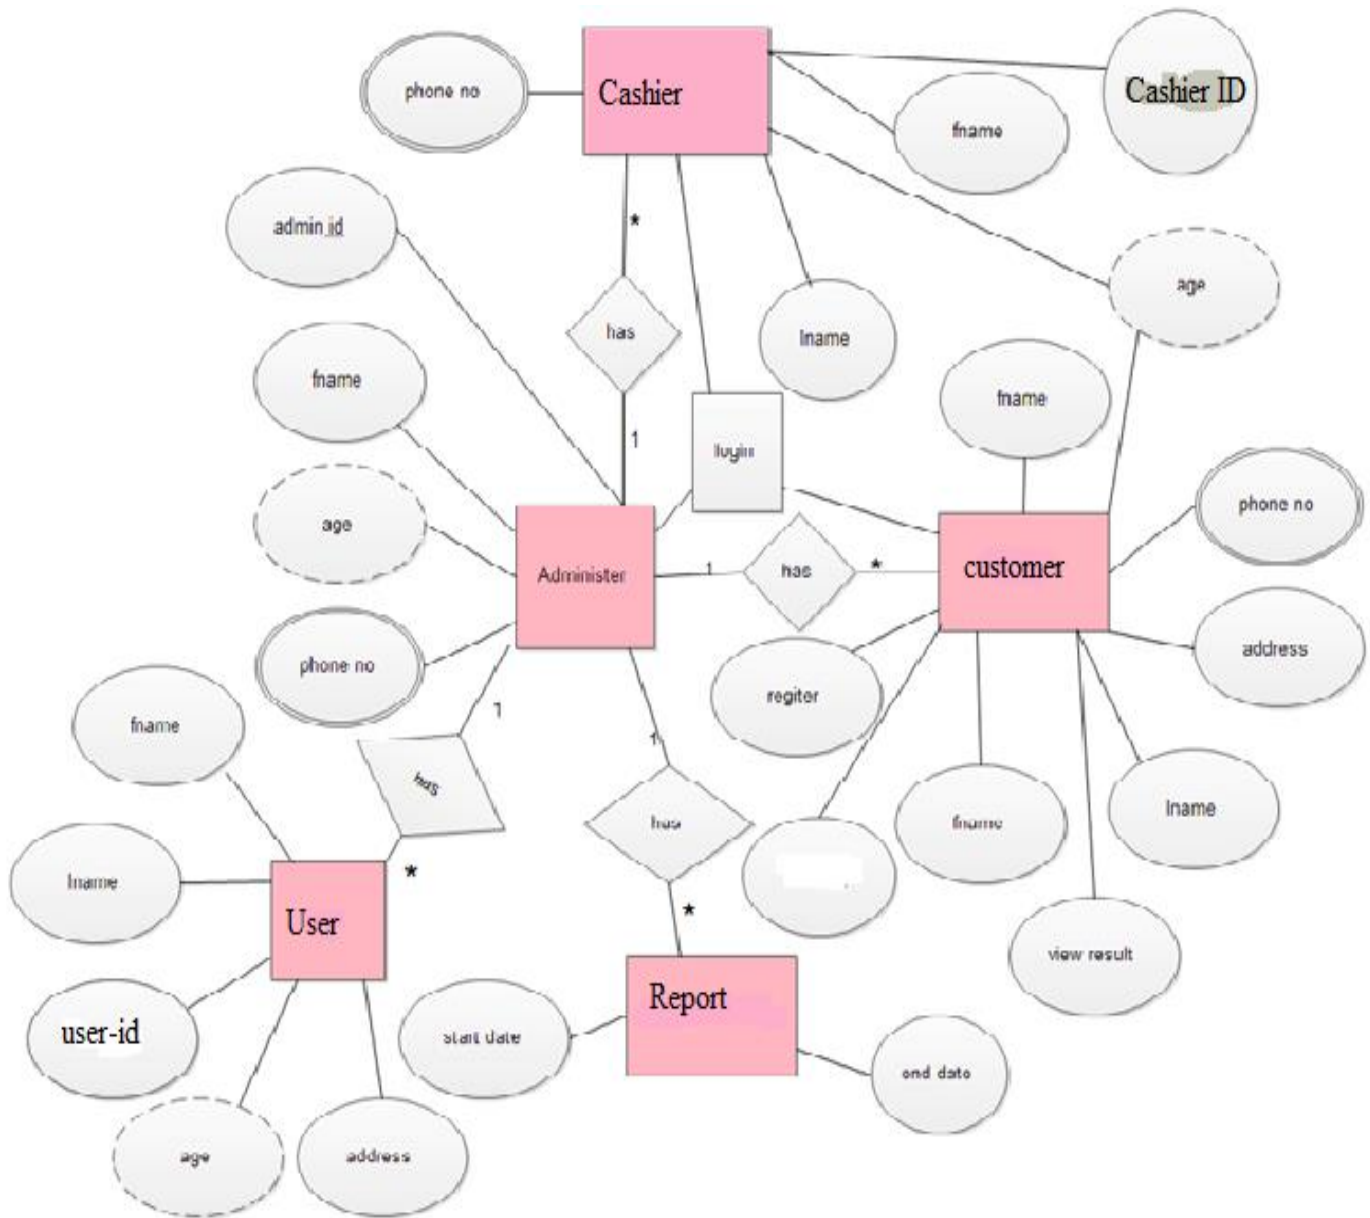 phone no
Cashier
Cashier ID
fname
admin id
age
*
has
lname
fname
fname
1
login
phone no
age
Administer
1
has
*
customer
phone no
address
regiter
fname
1
has
1
has
fname
lname
lname
*
*
User
view result
Report
user-id
start date
end date
age
address